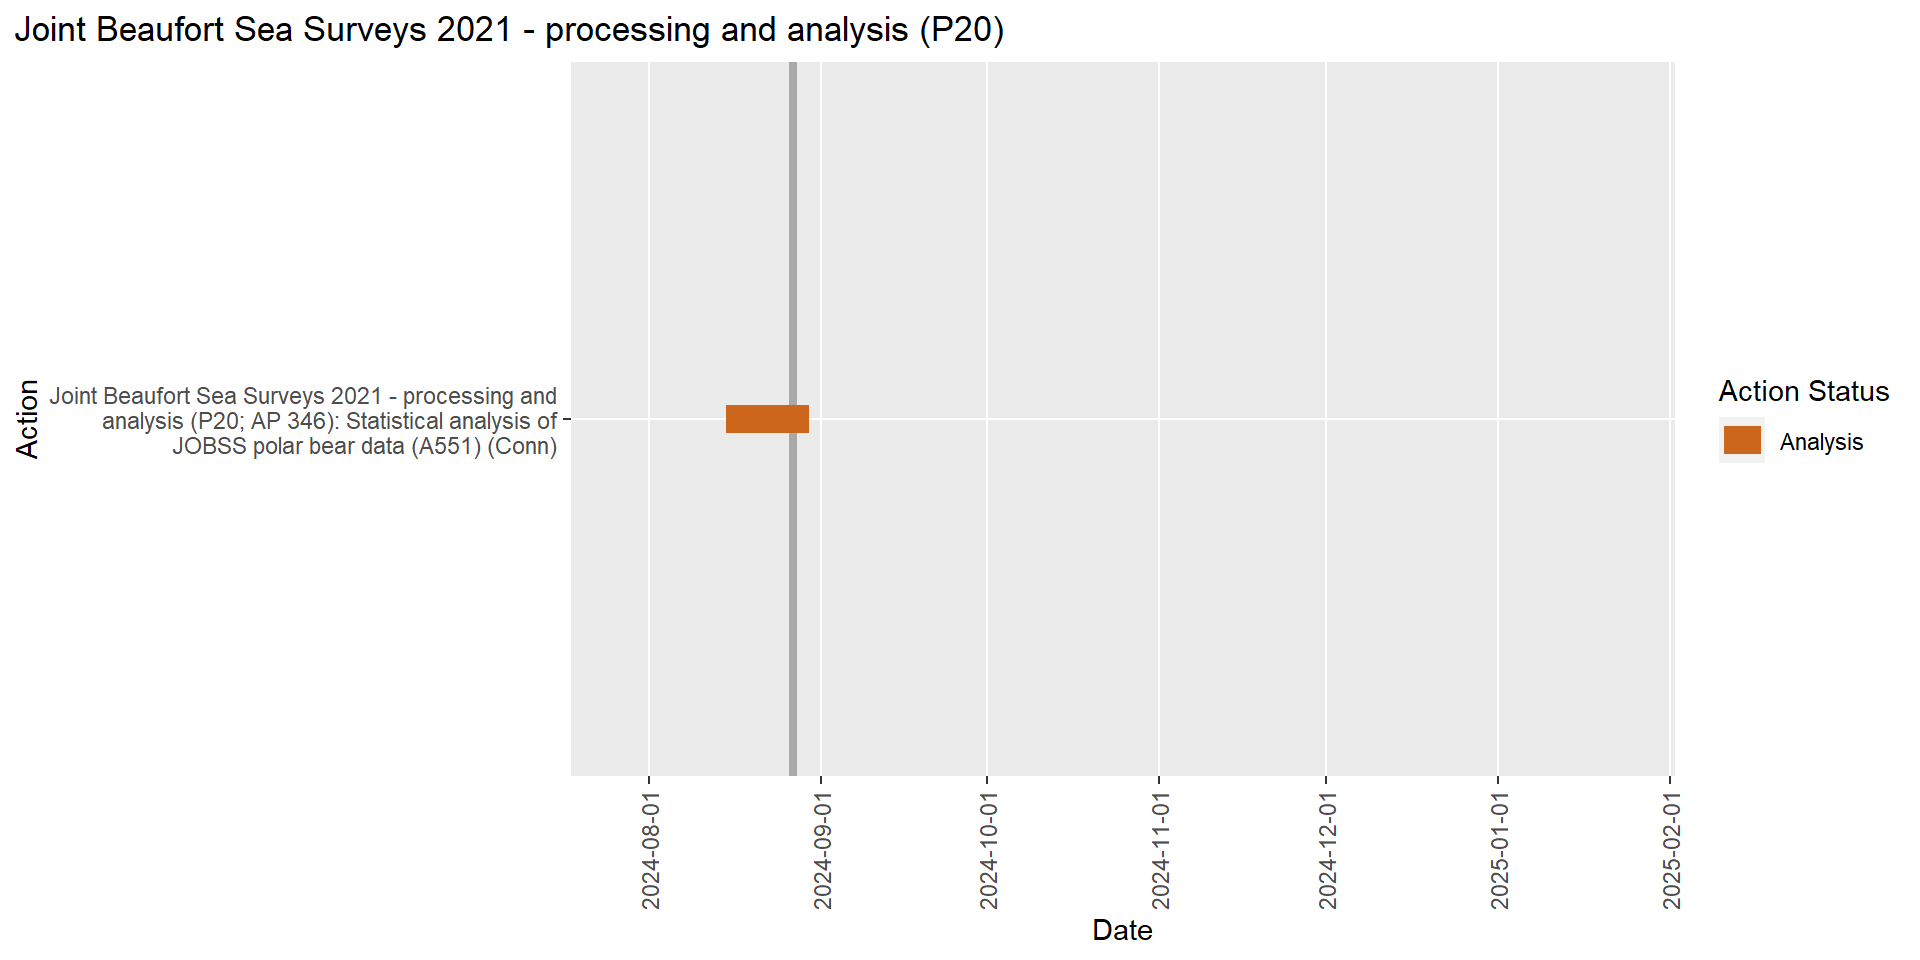 Joint Beaufort Sea Surveys 2021 - processing and analysis (P20)
Action
Joint Beaufort Sea Surveys 2021 - processing and
analysis (P20; AP 346): Statistical analysis of
JOBSS polar bear data (A551) (Conn)
Action Status
Analysis
2024-08-01
2024-09-01
2024-10-01
2024-11-01
2024-12-01
2025-01-01
2025-02-01
Date